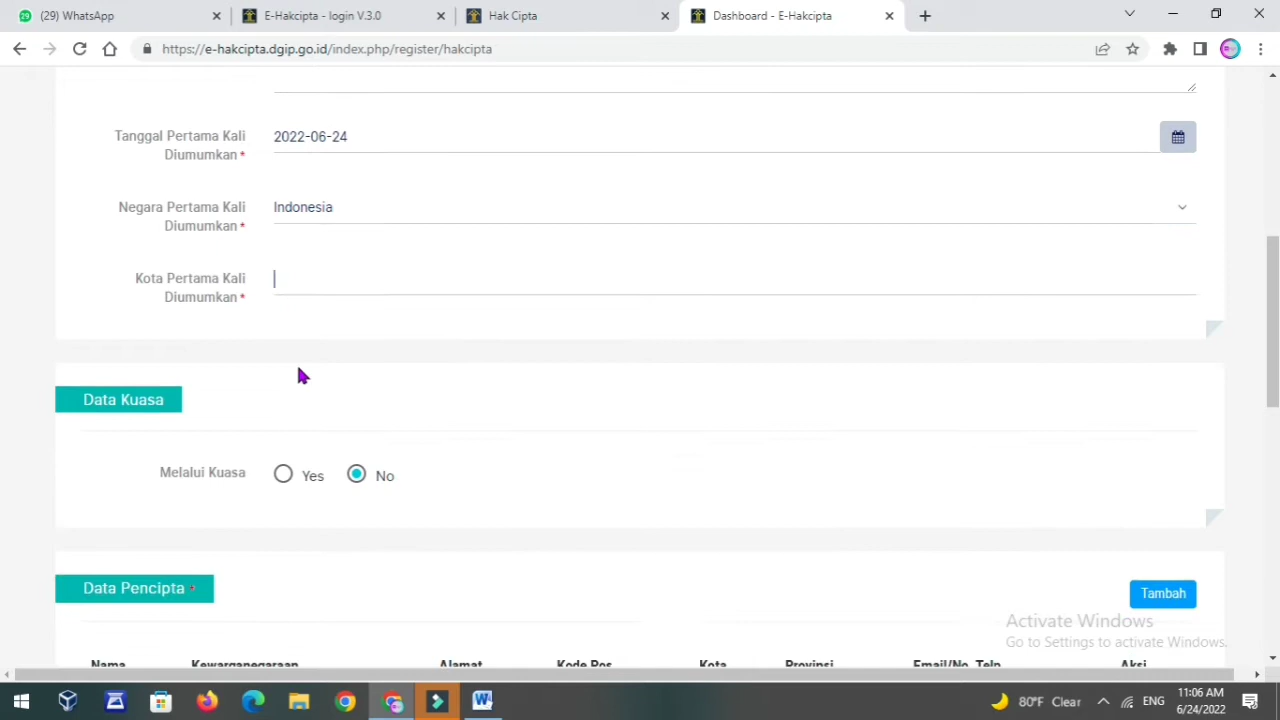 (29) WhatsApp
E-Hakcipta - login V.3.0
Hak Cipta
Dashboard - E-Hakcipta
https://e-hakcipta.dgip.go.id/index.php/register/hakcipta
Tanggal Pertama Kali
Diumumkan *
2022-06-24
Negara Pertama Kali
Diumumkan *
Indonesia
Kota Pertama Kali
Diumumkan *
Data Kuasa
Melalui Kuasa
Yes
No
Data Pencipta *
Tambah
Activate Windows
Go to Settings to activate Windows.
Nama Kewarganegaraan Alamat Kode Pos Kota Provinsi Email/No. Telp Aksi
80°F Clear
ENG
11:06 AM
6/24/2022